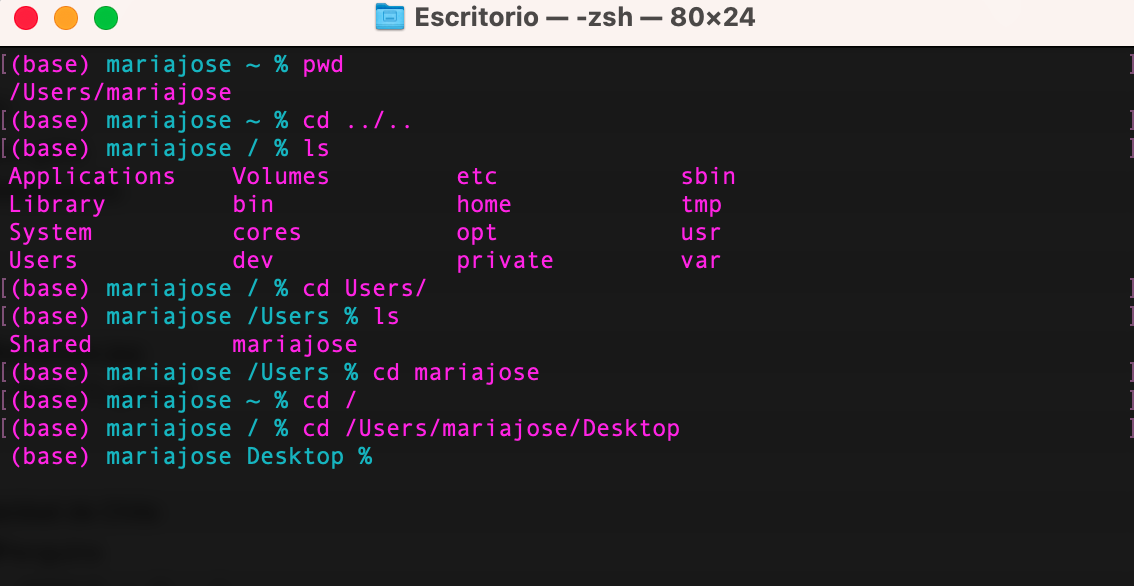 Escritorio — -zsh — 80×24
[(base) mariajose ~ % pwd ]
/Users/mariajose
[(base) mariajose ~ % cd ../.. ]
[(base) mariajose / % ls ]
Applications Volumes etc sbin
Library bin home tmp
System cores opt usr
Users dev private var
[(base) mariajose / % cd Users/ ]
[(base) mariajose /Users % ls ]
Shared mariajose
[(base) mariajose /Users % cd mariajose ]
[(base) mariajose ~ % cd / ]
[(base) mariajose / % cd /Users/mariajose/Desktop ]
(base) mariajose Desktop %